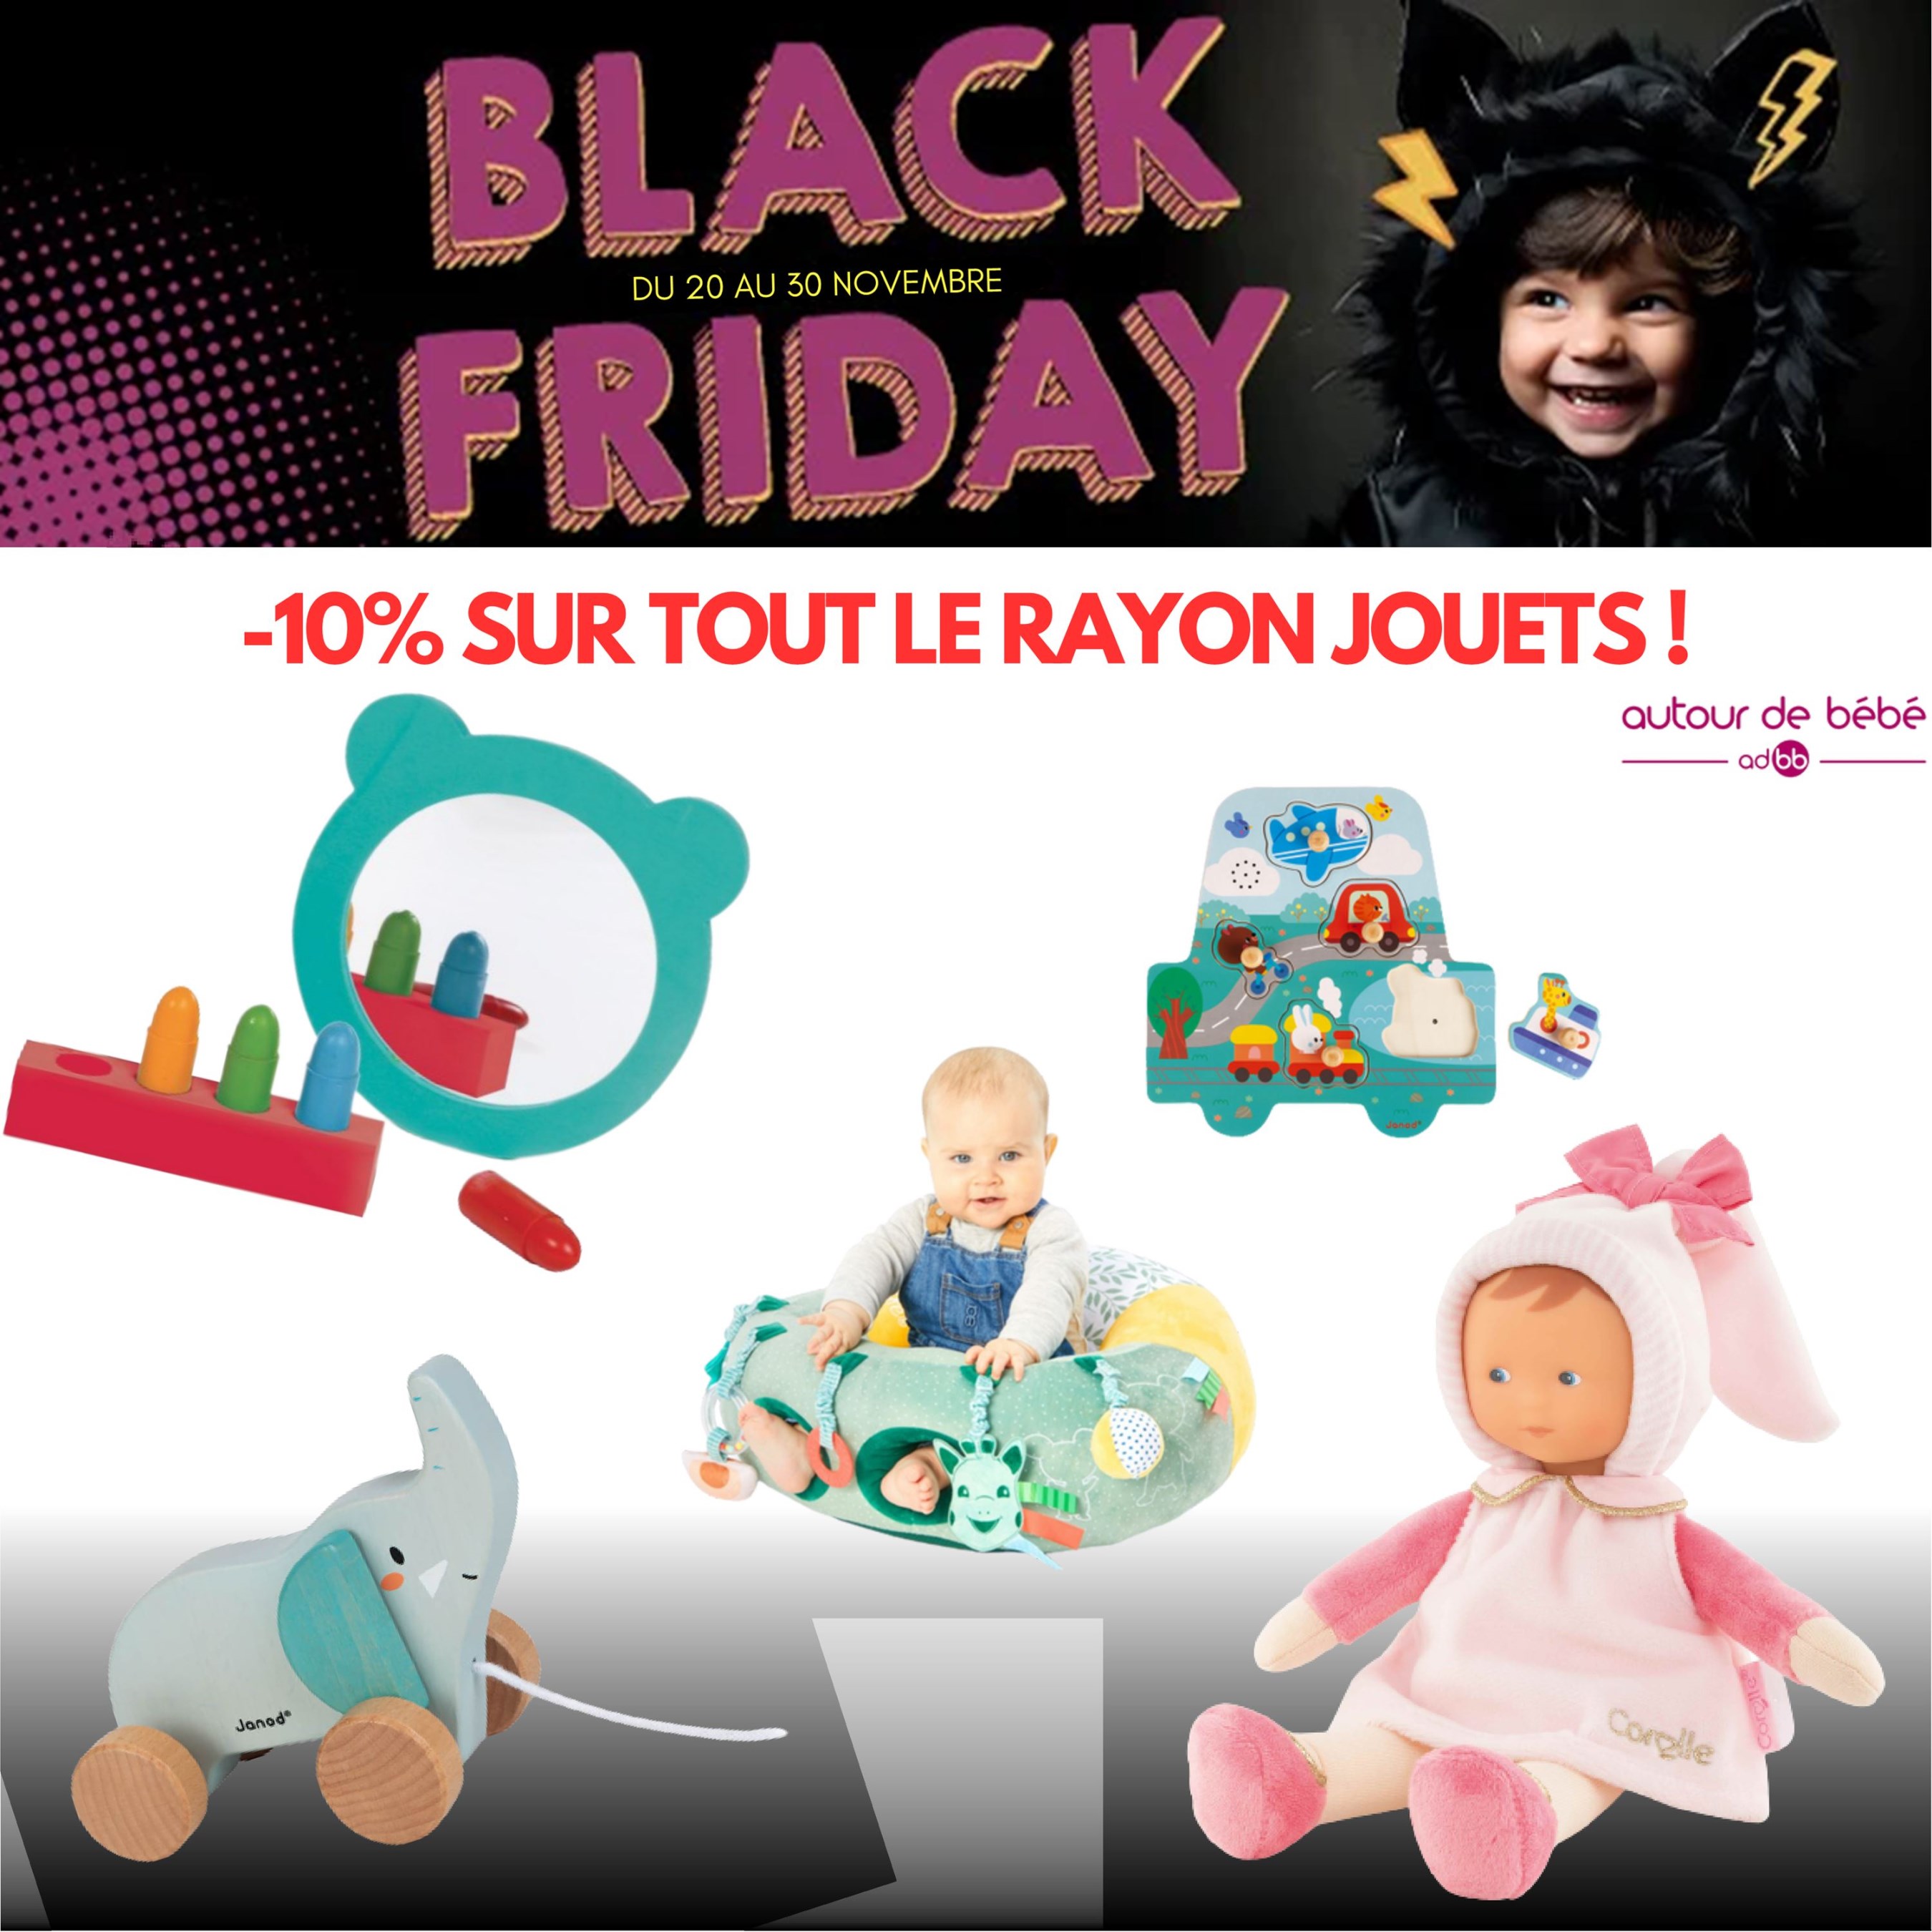 BLACK
DU 20 AU 30 NOVEMBRE
FRIDAY
-10% SUR TOUT LE RAYON JOUETS !
autour de bébé
adbb
Janod®
Janod®
Corolle
corolle